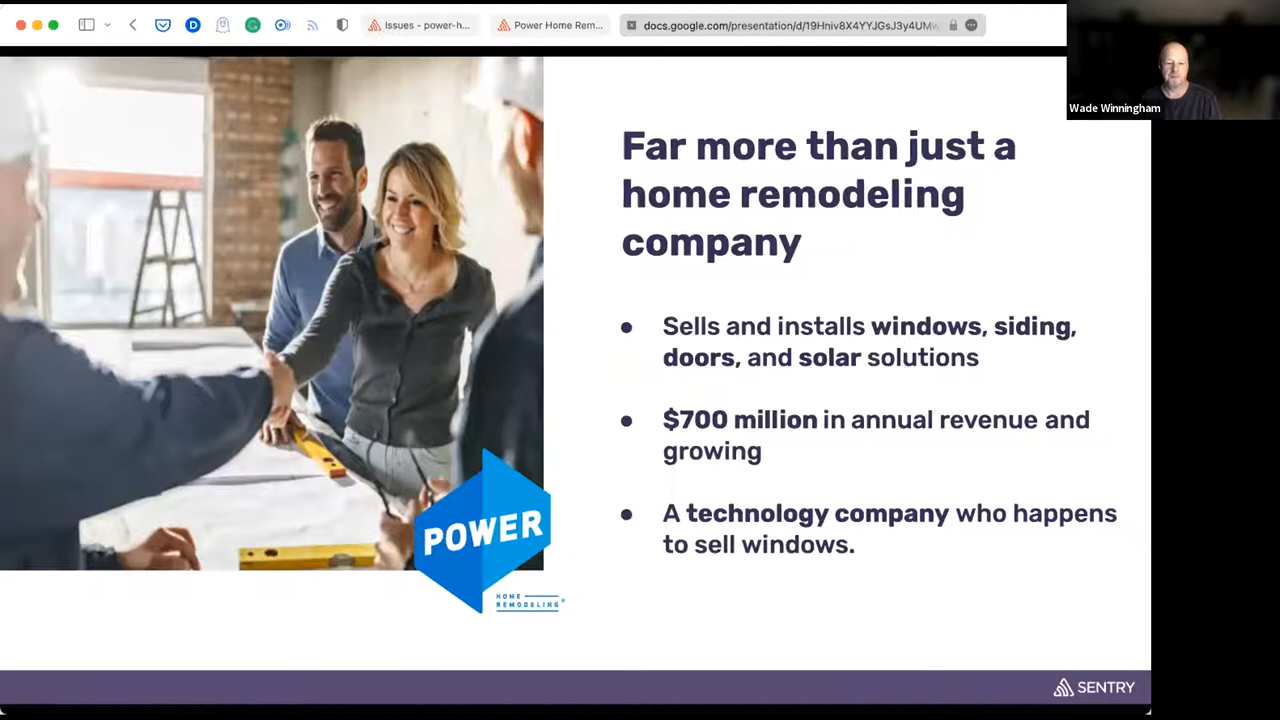 Issues - power-h...
Power Home Rem...
docs.google.com/presentation/d/19Hniv8X4YYJGsJ3y4UMw
Wade Winningham
Far more than just a
home remodeling
company
● Sells and installs windows, siding,
doors, and solar solutions
● $700 million in annual revenue and
growing
● A technology company who happens
to sell windows.
POWER
HOME
REMODELING®
SENTRY